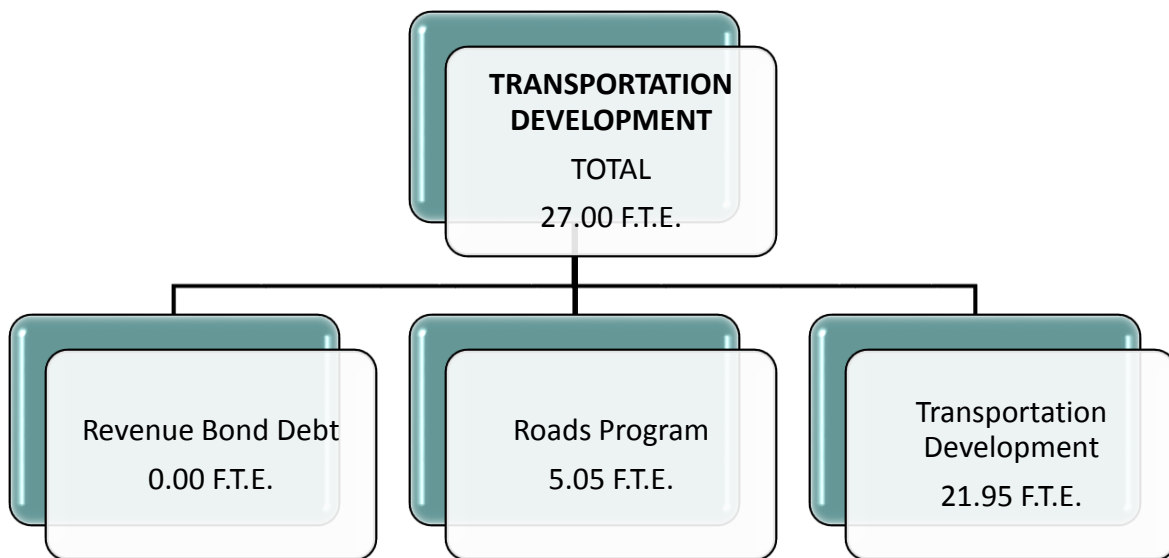 TRANSPORTATION
DEVELOPMENT
TOTAL
27.00 F.T.E.
Revenue Bond Debt
0.00 F.T.E.
Roads Program
5.05 F.T.E.
Transportation
Development
21.95 F.T.E.